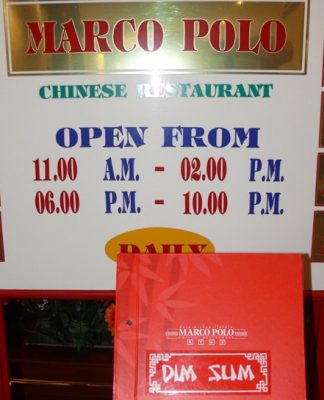 MARCO POLO
CHINESE RESTAURANT
OPEN FROM
11.00 A.M. - 02.00 P.M.
06.00 P.M. - 10.00 P.M.
DAILY
MARCO POLO
DIM SUM